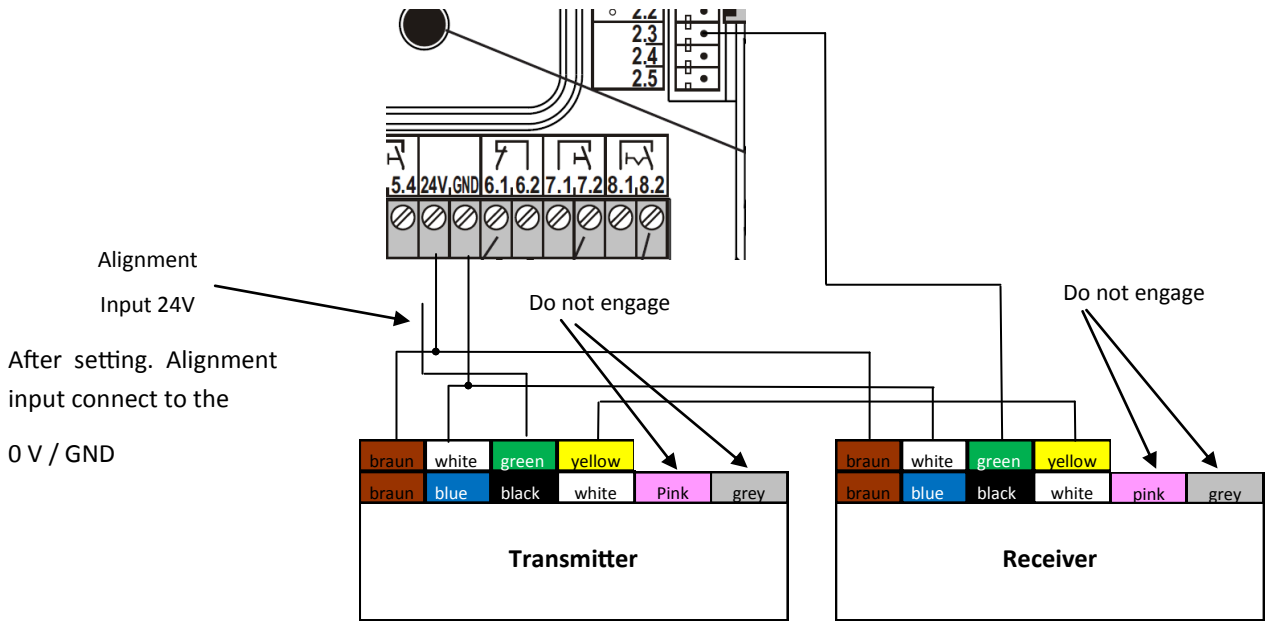 2.2
2.3
2.4
2.5
5.4 24V GND 6.1 6.2 7.1 7.2 8.1 8.2
Alignment
Input 24V
After setting. Alignment
input connect to the
0 V / GND
Do not engage
Do not engage
braun white green yellow
braun blue black white Pink grey
Transmitter
braun white green yellow
braun blue black white pink grey
Receiver